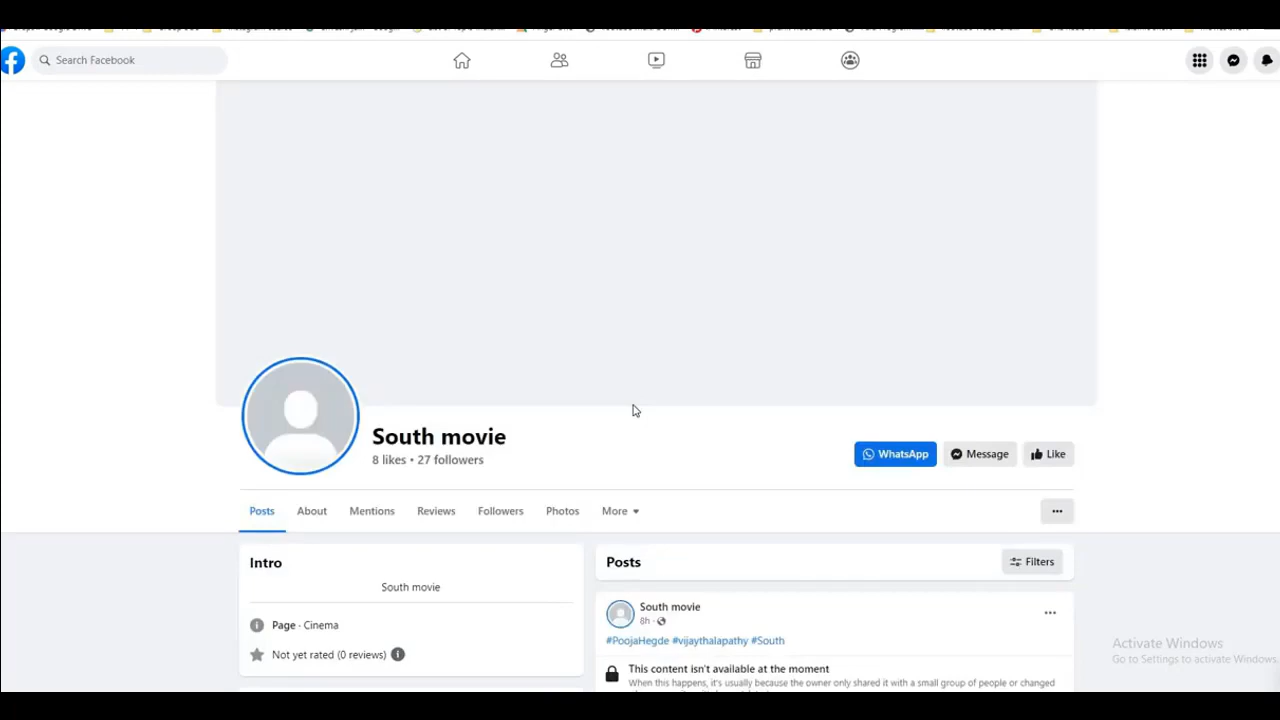 Search Facebook
South movie
8 likes • 27 followers
WhatsApp
Message
Like
Posts
About
Mentions
Reviews
Followers
Photos
More
Intro
South movie
Page · Cinema
Not yet rated (0 reviews)
Posts
Filters
South movie
8h ·
#PoojaHegde #vijaythalapathy #South
This content isn't available at the moment
When this happens, it's usually because the owner only shared it with a small group of people or changed
Activate Windows
Go to Settings to activate Windows.